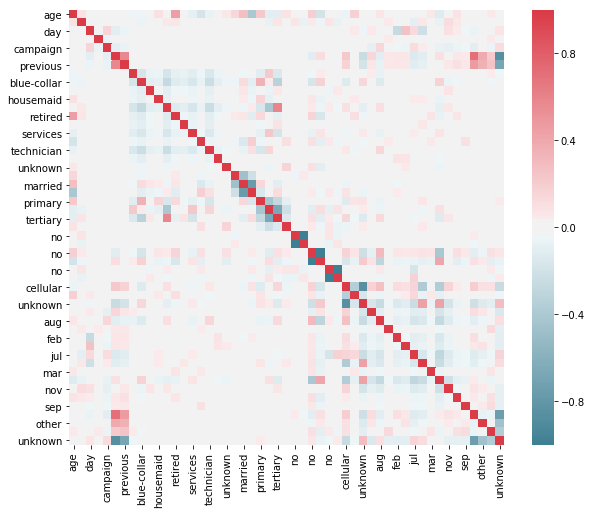 age
day
campaign
previous
blue-collar
housemaid
retired
services
technician
unknown
married
primary
tertiary
no
no
no
cellular
unknown
aug
feb
jul
mar
nov
sep
other
unknown
age
day
campaign
previous
blue-collar
housemaid
retired
services
technician
unknown
married
primary
tertiary
no
no
no
cellular
unknown
aug
feb
jul
mar
nov
sep
other
unknown
0.8
0.4
0.0
−0.4
−0.8